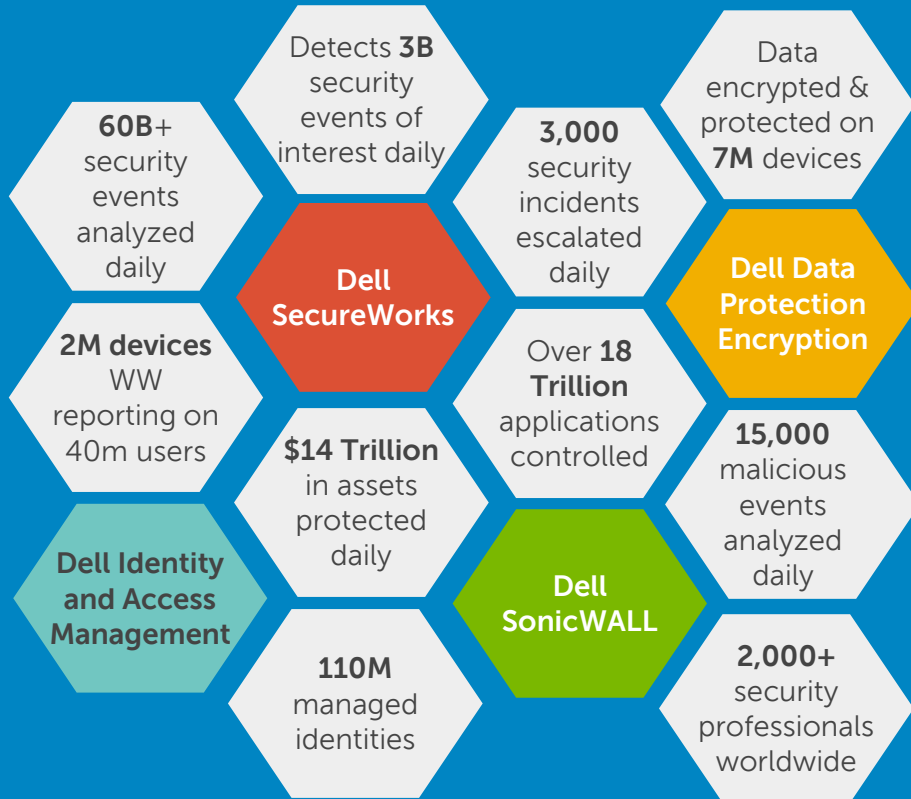 Detects 3B
security
events of
interest daily
Data
encrypted &
protected on
7M devices
60B+
security
events
analyzed
daily
3,000
security
incidents
escalated
daily
Dell
SecureWorks
Dell Data
Protection
Encryption
2M devices
WW
reporting on
40m users
Over 18
Trillion
applications
controlled
$14 Trillion
in assets
protected
daily
15,000
malicious
events
analyzed
daily
Dell Identity
and Access
Management
Dell
SonicWALL
110M
managed
identities
2,000+
security
professionals
worldwide